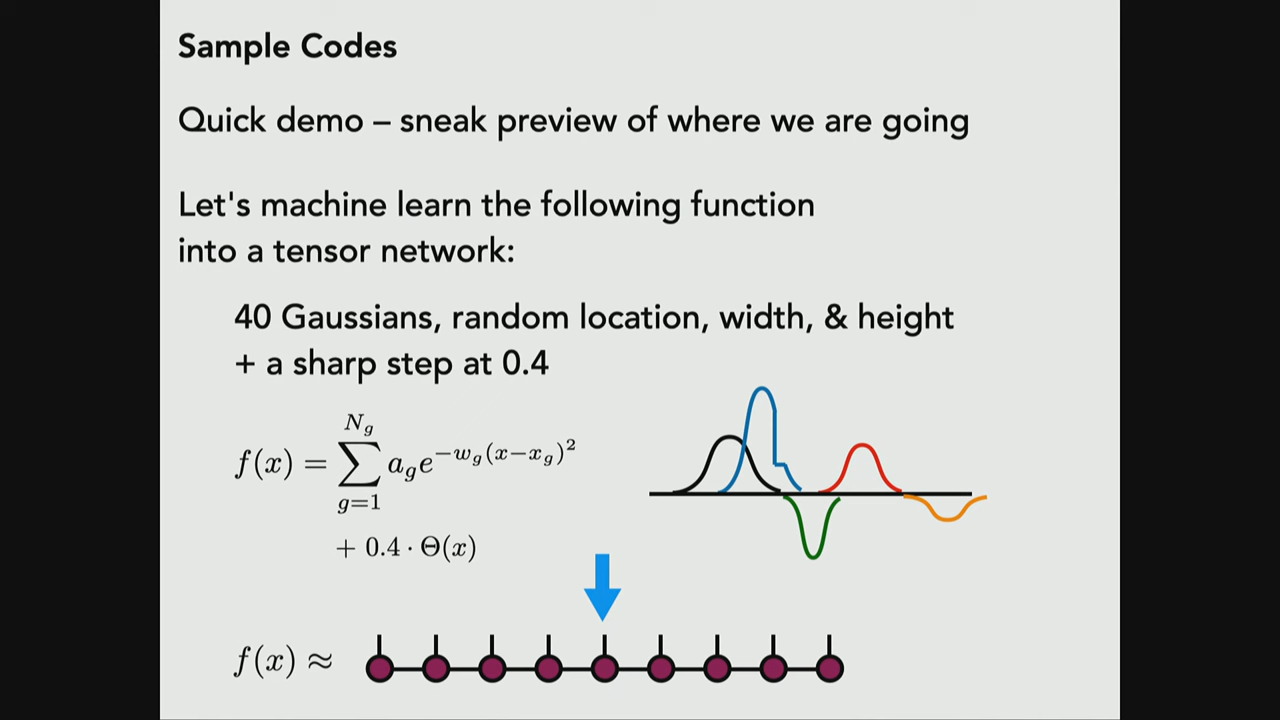 Sample Codes
Quick demo – sneak preview of where we are going
Let's machine learn the following function
into a tensor network:
40 Gaussians, random location, width, & height
+ a sharp step at 0.4
f(x) = ∑_{g=1}^{N_g} a_g e^{-w_g(x-x_g)^2}
+ 0.4 · Θ(x)
f(x) ≈